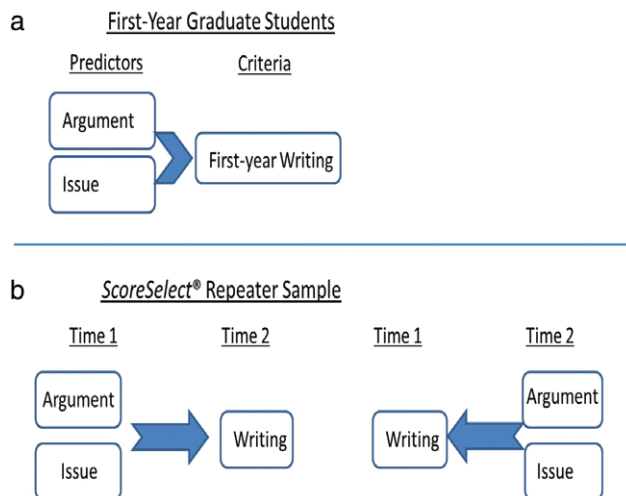 a
First-Year Graduate Students
Predictors Criteria
Argument
First-year Writing
Issue
b
ScoreSelect® Repeater Sample
Time 1 Time 2 Time 1 Time 2
Argument Argument
Writing Writing
Issue Issue